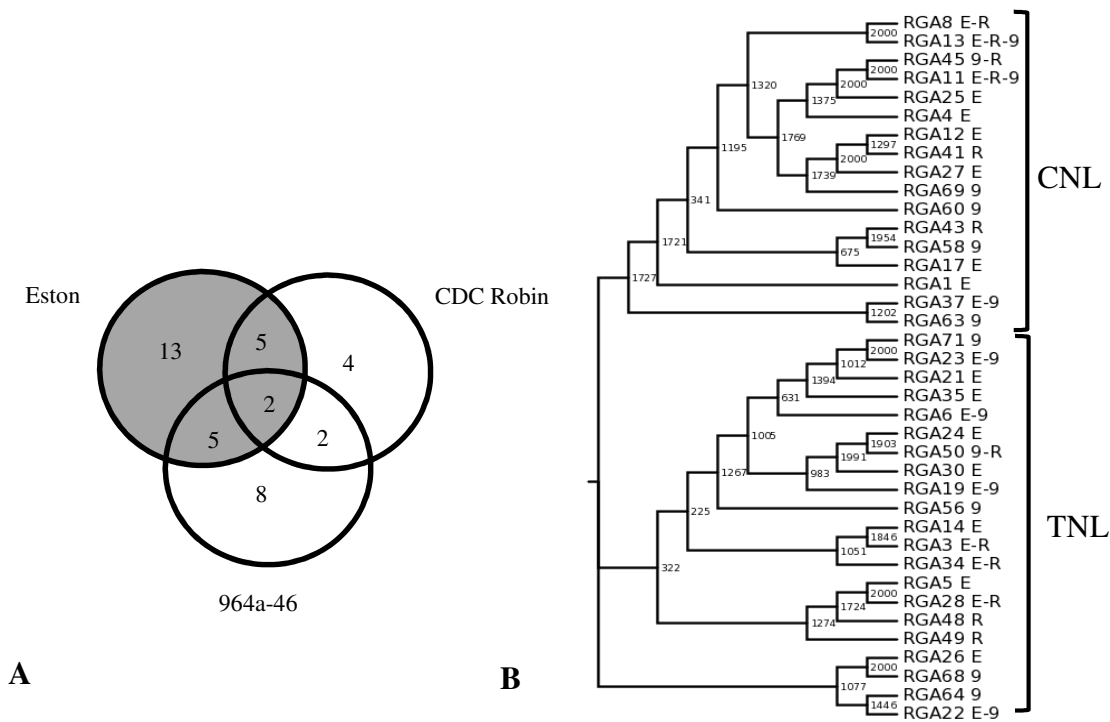 Eston
CDC Robin
13
5
4
2
5
2
8
964a-46
A
RGA8 E-R
2000
RGA13 E-R-9
RGA45 9-R
2000
RGA11 E-R-9
1320
2000
RGA25 E
1375
RGA4 E
RGA12 E
1769
1297
RGA41 R
1195
2000
RGA27 E
1739
RGA69 9
341
RGA60 9
RGA43 R
1954
1721
RGA58 9
675
RGA17 E
1727
RGA1 E
RGA37 E-9
1202
RGA63 9
CNL
RGA71 9
2000
RGA23 E-9
1012
RGA21 E
1394
RGA35 E
631
RGA6 E-9
1005
RGA24 E
1903
RGA50 9-R
1991
RGA30 E
1267
983
RGA19 E-9
RGA56 9
225
RGA14 E
1846
RGA3 E-R
1051
RGA34 E-R
322
RGA5 E
2000
RGA28 E-R
1724
RGA48 R
1274
RGA49 R
RGA26 E
2000
RGA68 9
1077
RGA64 9
1446
RGA22 E-9
TNL
B